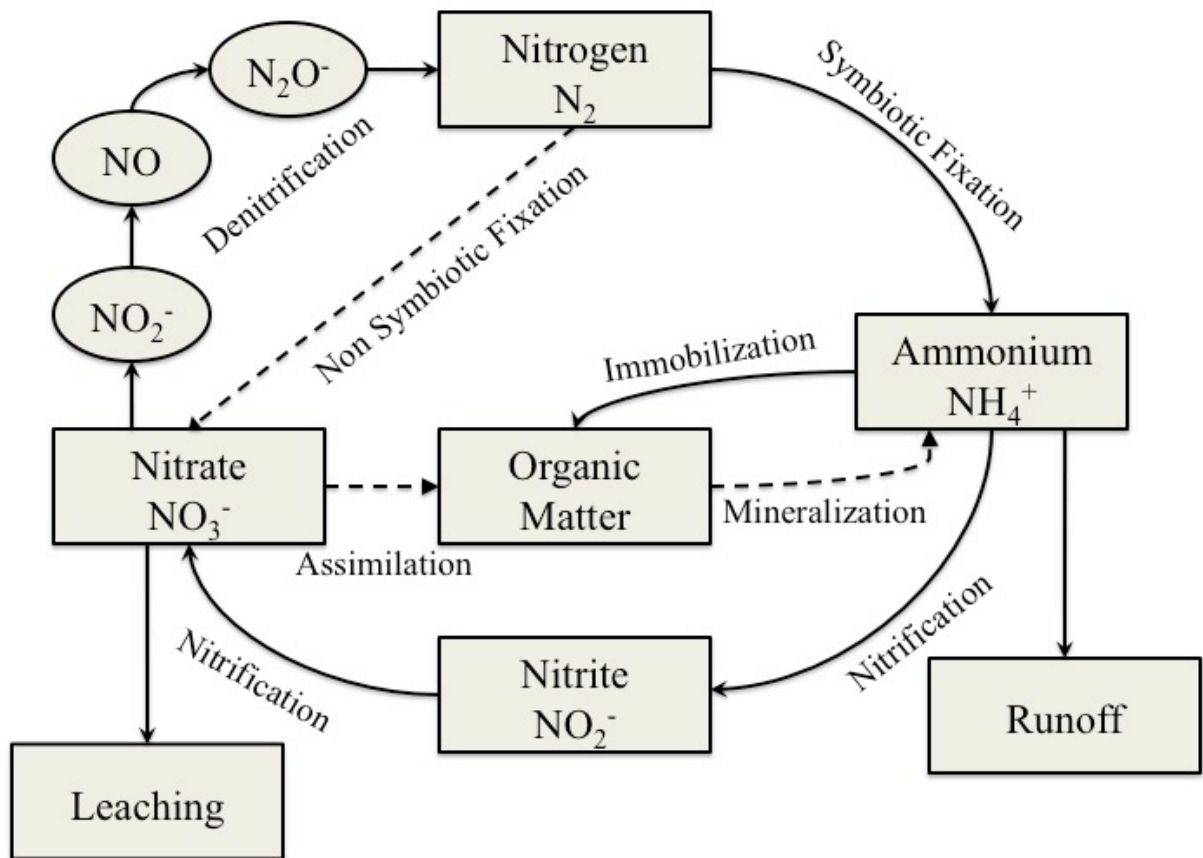 Nitrogen
N₂
N₂O⁻
NO
NO₂⁻
Denitrification
Non Symbiotic Fixation
Symbiotic Fixation
Ammonium
NH₄⁺
Immobilization
Nitrate
NO₃⁻
Organic
Matter
Mineralization
Assimilation
Nitrification
Nitrification
Nitrite
NO₂⁻
Runoff
Leaching